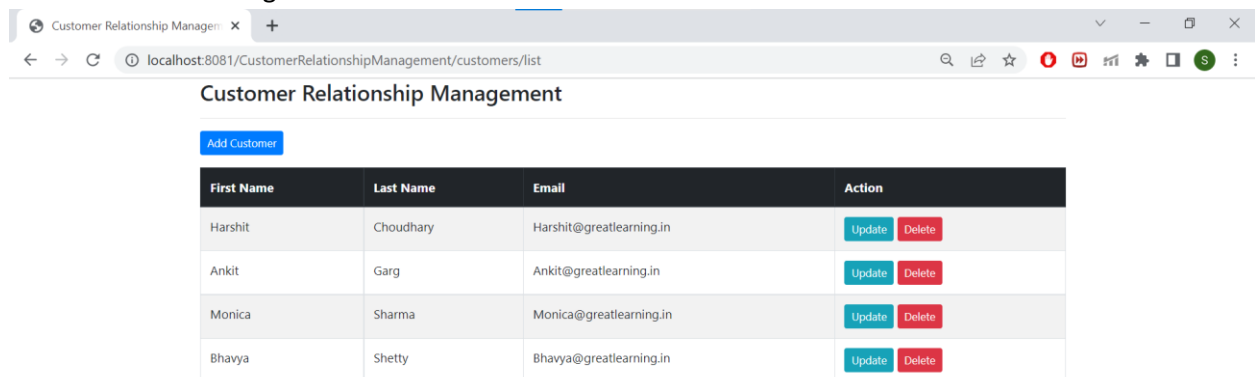 Customer Relationship Managem
localhost:8081/CustomerRelationshipManagement/customers/list
S
Customer Relationship Management
Add Customer
First Name Last Name Email Action
Harshit Choudhary Harshit@greatlearning.in Update Delete
Ankit Garg Ankit@greatlearning.in Update Delete
Monica Sharma Monica@greatlearning.in Update Delete
Bhavya Shetty Bhavya@greatlearning.in Update Delete